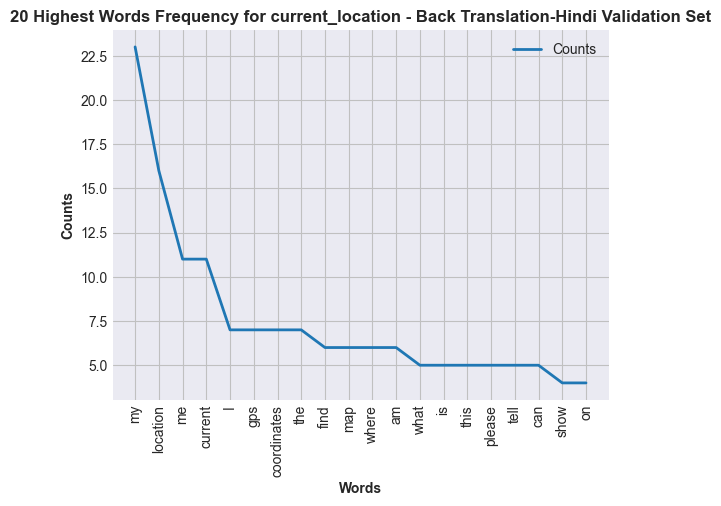 20 Highest Words Frequency for current_location - Back Translation-Hindi Validation Set
Counts
22.5
20.0
17.5
15.0
12.5
10.0
7.5
5.0
Counts
my
location
me
current
I
gps
coordinates
the
find
map
where
am
what
is
this
please
tell
can
show
on
Words